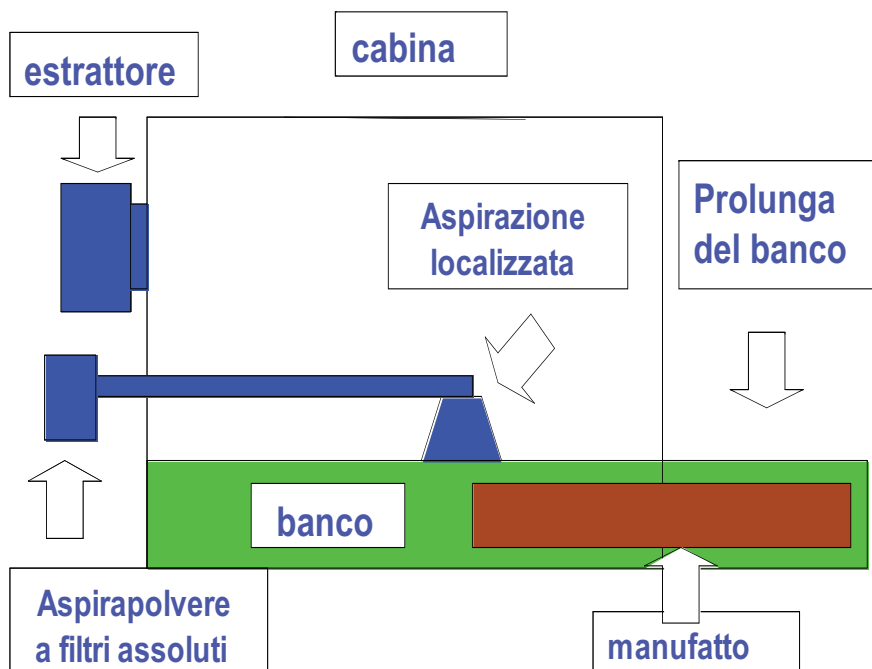 cabina
estrattore
Aspirazione
localizzata
Prolunga
del banco
banco
Aspirapolvere
a filtri assoluti
manufatto